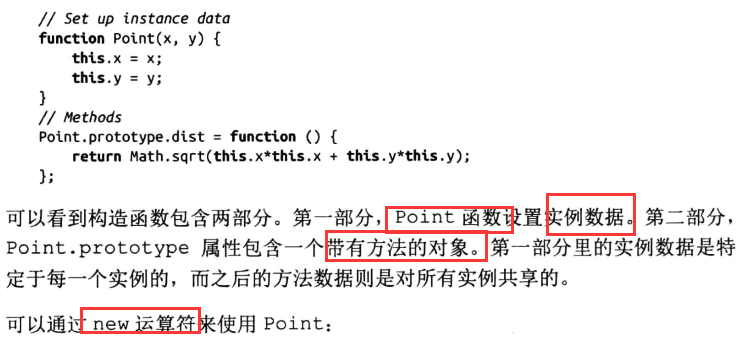 // Set up instance data
function Point(x, y) {
    this.x = x;
    this.y = y;
}
// Methods
Point.prototype.dist = function () {
    return Math.sqrt(this.x*this.x + this.y*this.y);
};
可以看到构造函数包含两部分。第一部分，Point 函数设置实例数据。第二部分，
Point.prototype 属性包含一个带有方法的对象。第一部分里的实例数据是特
定于每一个实例的，而之后的方法数据则是对所有实例共享的。
可以通过 new 运算符来使用 Point：